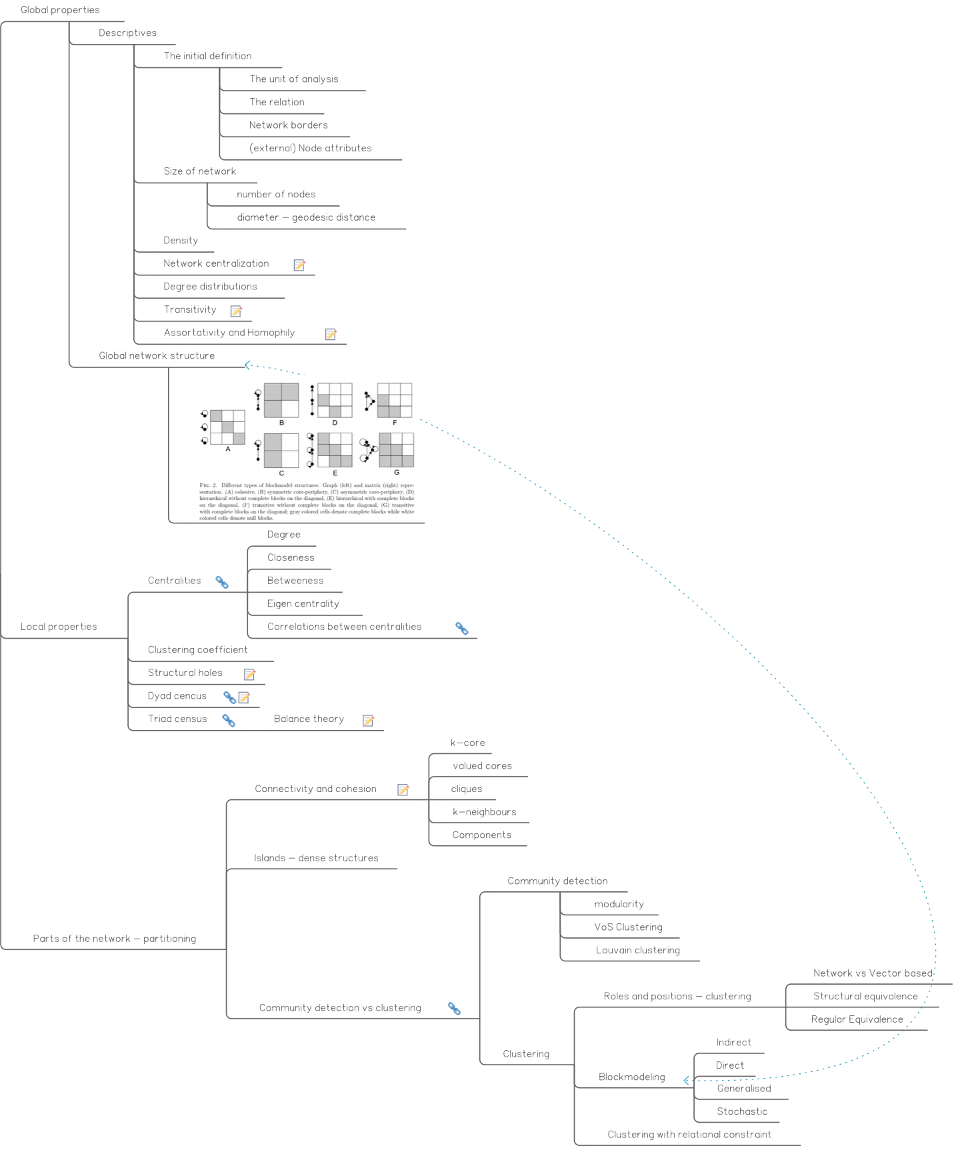 Global properties
Descriptives
The initial definition
The unit of analysis
The relation
Network borders
(external) Node attributes
Size of network
number of nodes
diameter – geodesic distance
Density
Network centralization
Degree distributions
Transitivity
Assortativity and Homophily
Global network structure
B
D
F
A
C
E
G
Fig. 2. Different types of blockmodel structures: Graph (left) and matrix (right) repre-
sentation. (A) cohesive, (B) symmetric core-periphery, (C) asymmetric core-periphery, (D)
hierarchical without complete blocks on the diagonal, (E) hierarchical with complete blocks
on the diagonal, (F) transitive without complete blocks on the diagonal, (G) transitive
with complete blocks on the diagonal; gray colored cells denote complete blocks while white
colored cells denote null blocks.
Degree
Closeness
Centralities
Betweeness
Eigen centrality
Local properties
Correlations between centralities
Clustering coefficient
Structural holes
Dyad cencus
Triad census
Balance theory
k–core
valued cores
Connectivity and cohesion
cliques
k–neighbours
Components
Islands – dense structures
Community detection
modularity
VoS Clustering
Parts of the network – partitioning
Louvain clustering
Network vs Vector based
Roles and positions – clustering
Structural equivalence
Community detection vs clustering
Regular Equivalence
Indirect
Clustering
Direct
Blockmodeling
Generalised
Stochastic
Clustering with relational constraint